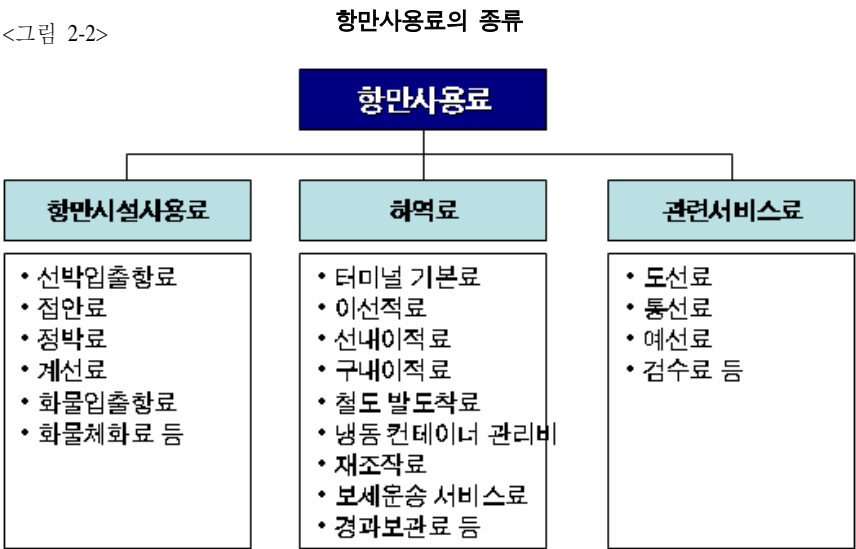 <그림 2-2>
항만사용료의 종류
항만사용료
항만시설사용료
• 선박입출항료
• 접안료
• 정박료
• 계선료
• 화물입출항료
• 화물체화료 등
하역료
• 터미널 기본료
• 이선적료
• 선내이적료
• 구내이적료
• 철도 발도착료
• 냉동 컨테이너 관리비
• 재조작료
• 보세운송 서비스료
• 경과보관료 등
관련서비스료
• 도선료
• 통선료
• 예선료
• 검수료 등